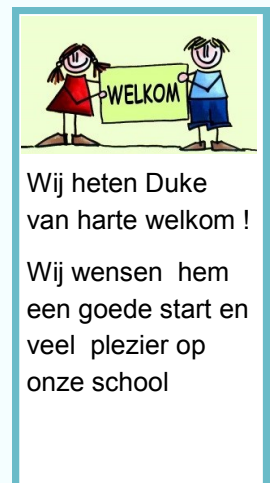 WELKOM
Wij heten Duke
van harte welkom !
Wij wensen  hem
een goede start en
veel  plezier op
onze school